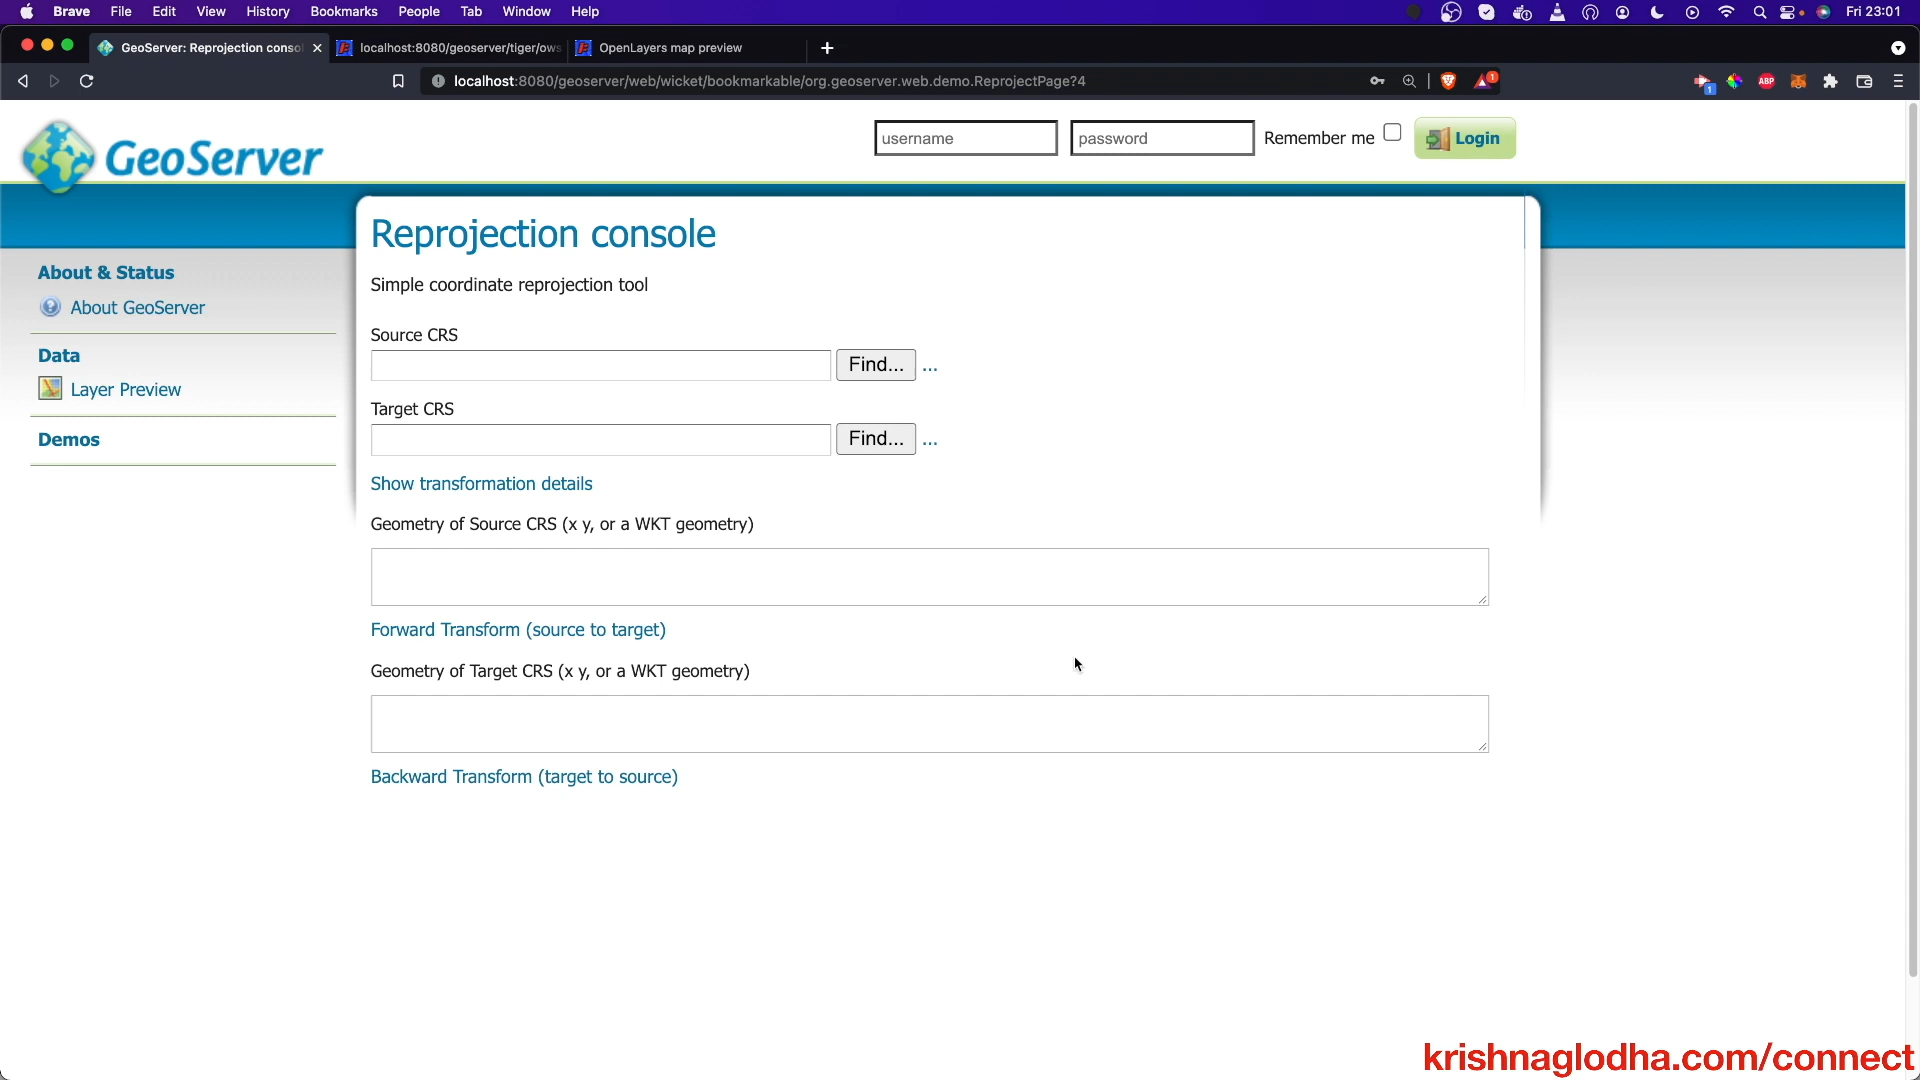 Brave File Edit View History Bookmarks People Tab Window Help Fri 23:01
GeoServer: Reprojection conso localhost:8080/geoserver/tiger/ows OpenLayers map preview
localhost:8080/geoserver/web/wicket/bookmarkable/org.geoserver.web.demo.ReprojectPage?4 1 1 ABP
GeoServer username password Remember me Login
Reprojection console
About & Status
Simple coordinate reprojection tool
About GeoServer
Source CRS
Data
Find... ...
Layer Preview
Target CRS
Demos
Find... ...
Show transformation details
Geometry of Source CRS (x y, or a WKT geometry)
Forward Transform (source to target)
Geometry of Target CRS (x y, or a WKT geometry)
Backward Transform (target to source)
krishnaglodha.com/connect